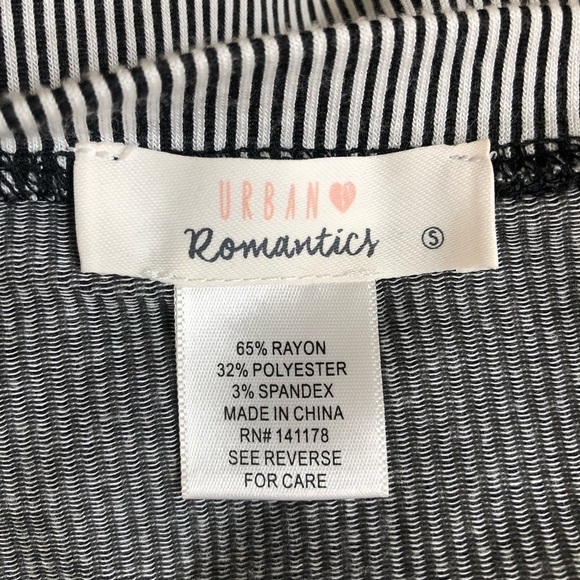 URBAN
Romantics
S
65% RAYON
32% POLYESTER
3% SPANDEX
MADE IN CHINA
RN# 141178
SEE REVERSE
FOR CARE